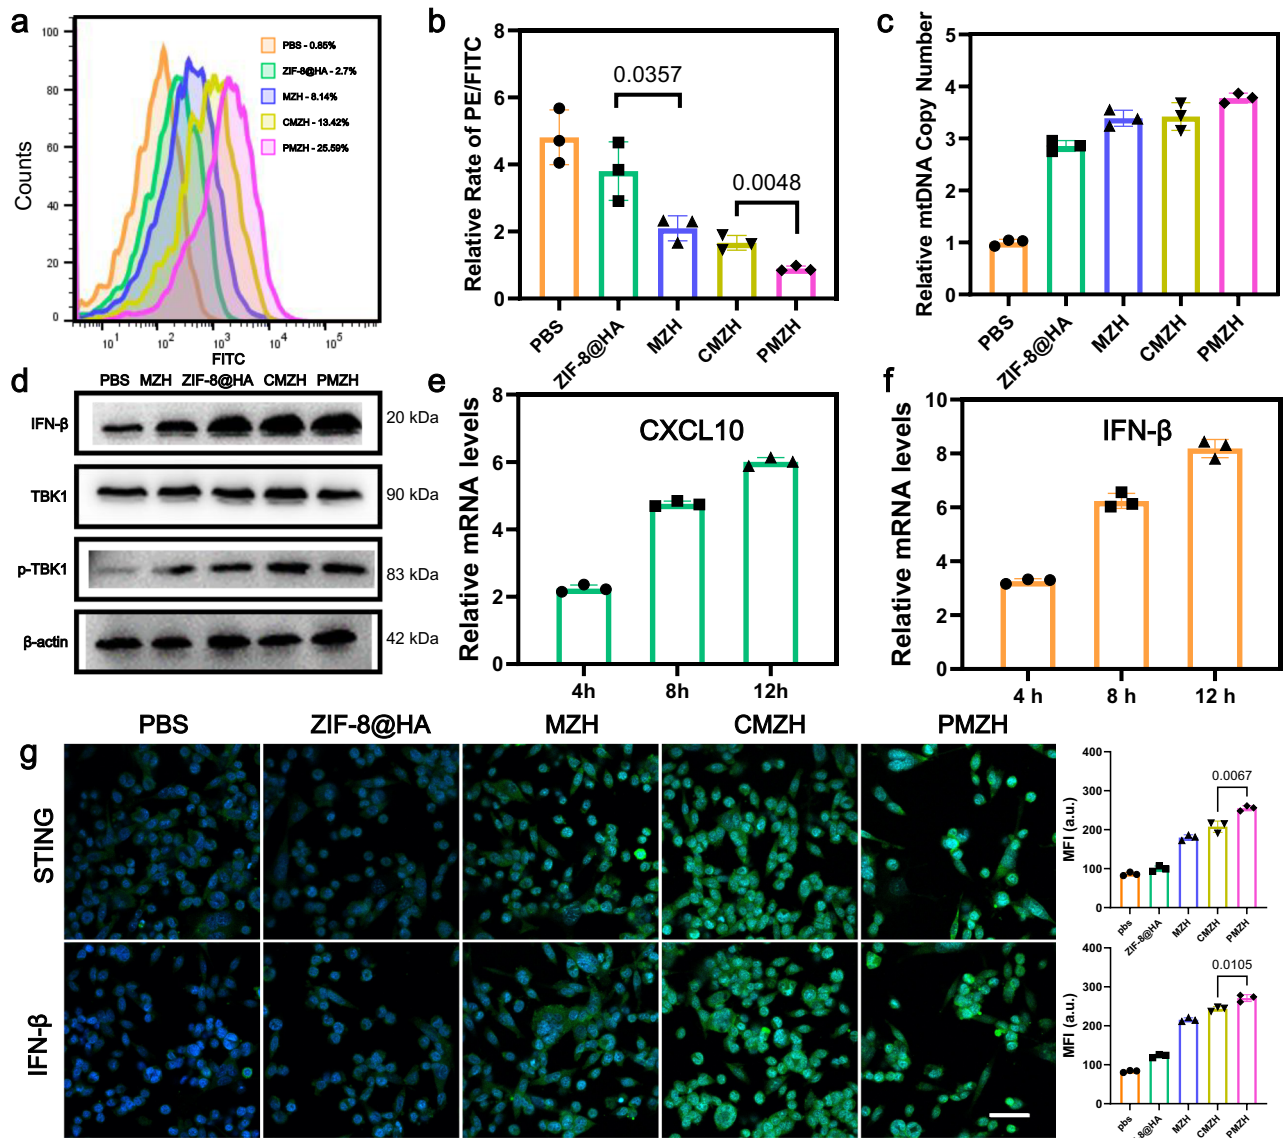 a
100
80
60
40
20
0
Counts
10¹ 10² 10³ 10⁴ 10⁵
FITC
PBS - 0.85%
ZIF-8@HA - 2.7%
MZH - 8.14%
CMZH - 13.42%
PMZH - 25.59%
b
8
6
4
2
0
Relative Rate of PE/FITC
0.0357
0.0048
PBS ZIF-8@HA MZH CMZH PMZH
c
5
4
3
2
1
0
Relative mtDNA Copy Number
PBS ZIF-8@HA MZH CMZH PMZH
d
PBS MZH ZIF-8@HA CMZH PMZH
IFN-β 20 kDa
TBK1 90 kDa
p-TBK1 83 kDa
β-actin 42 kDa
e
8
6
4
2
0
Relative mRNA levels
CXCL10
4h 8h 12h
f
10
8
6
4
2
0
Relative mRNA levels
IFN-β
4 h 8 h 12 h
g
PBS ZIF-8@HA MZH CMZH PMZH
STING
IFN-β
400
300
200
100
0
MFI (a.u.)
0.0067
pbs ZIF-8@HA MZH CMZH PMZH
400
300
200
100
0
MFI (a.u.)
0.0105
pbs ZIF-8@HA MZH CMZH PMZH